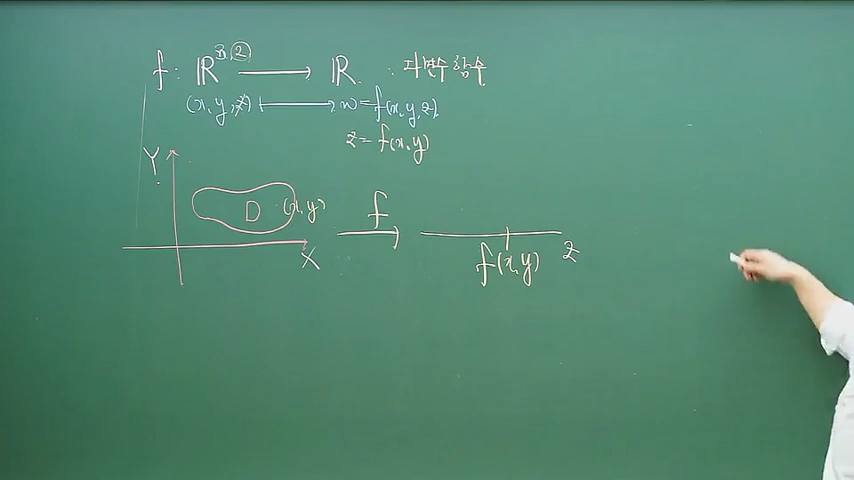 f : ℝ³,² → ℝ : 다변수 함수
(x, y, z) ↦ w = f(x, y, z)
z = f(x, y)
Y
D (x, y) f
X f(x, y) z